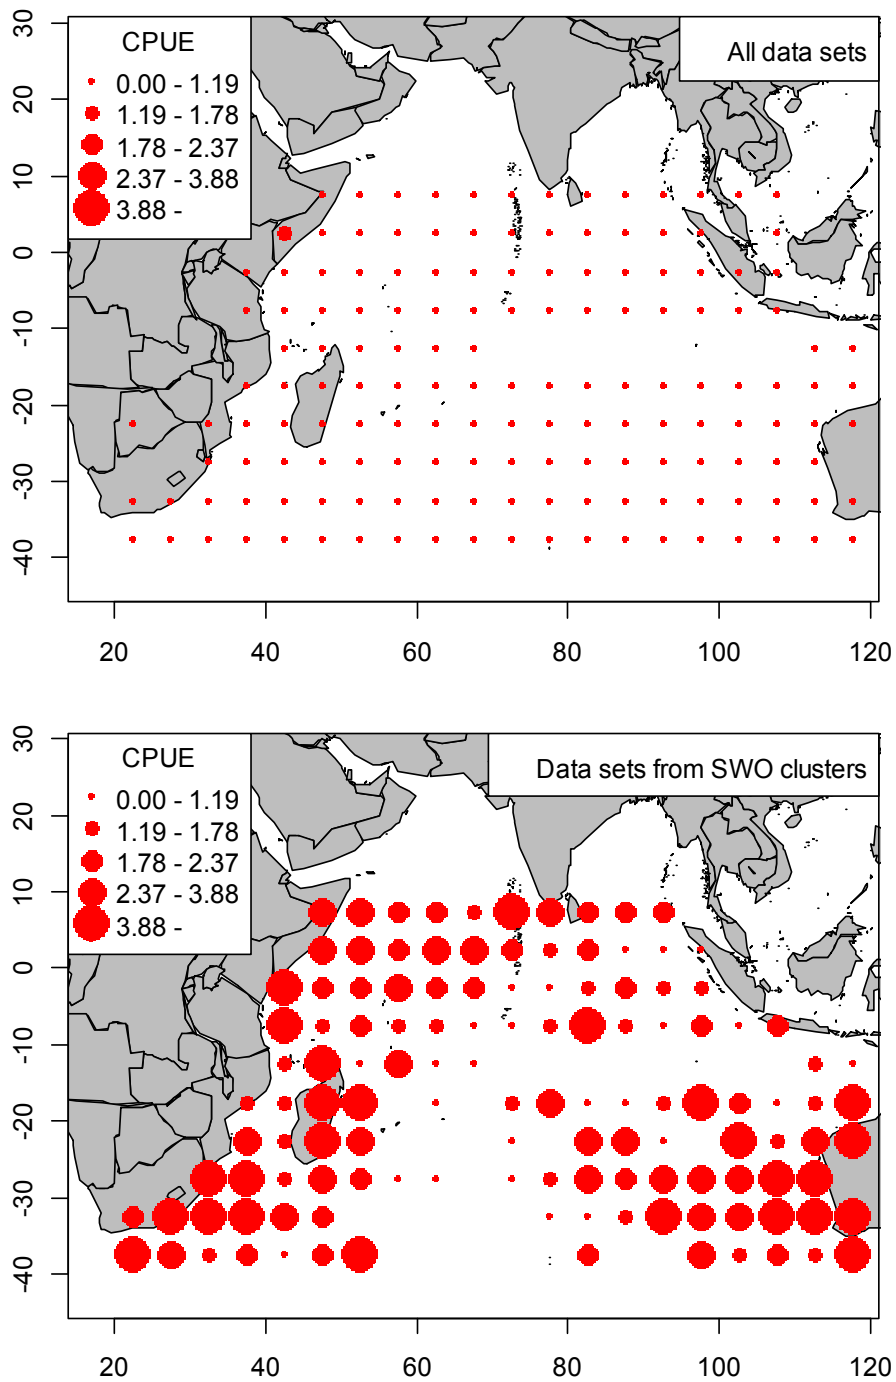 CPUE
0.00 - 1.19
1.19 - 1.78
1.78 - 2.37
2.37 - 3.88
3.88 -
All data sets
30
20
10
0
-10
-20
-30
-40
20 40 60 80 100 120
CPUE
0.00 - 1.19
1.19 - 1.78
1.78 - 2.37
2.37 - 3.88
3.88 -
Data sets from SWO clusters
30
20
10
0
-10
-20
-30
-40
20 40 60 80 100 120